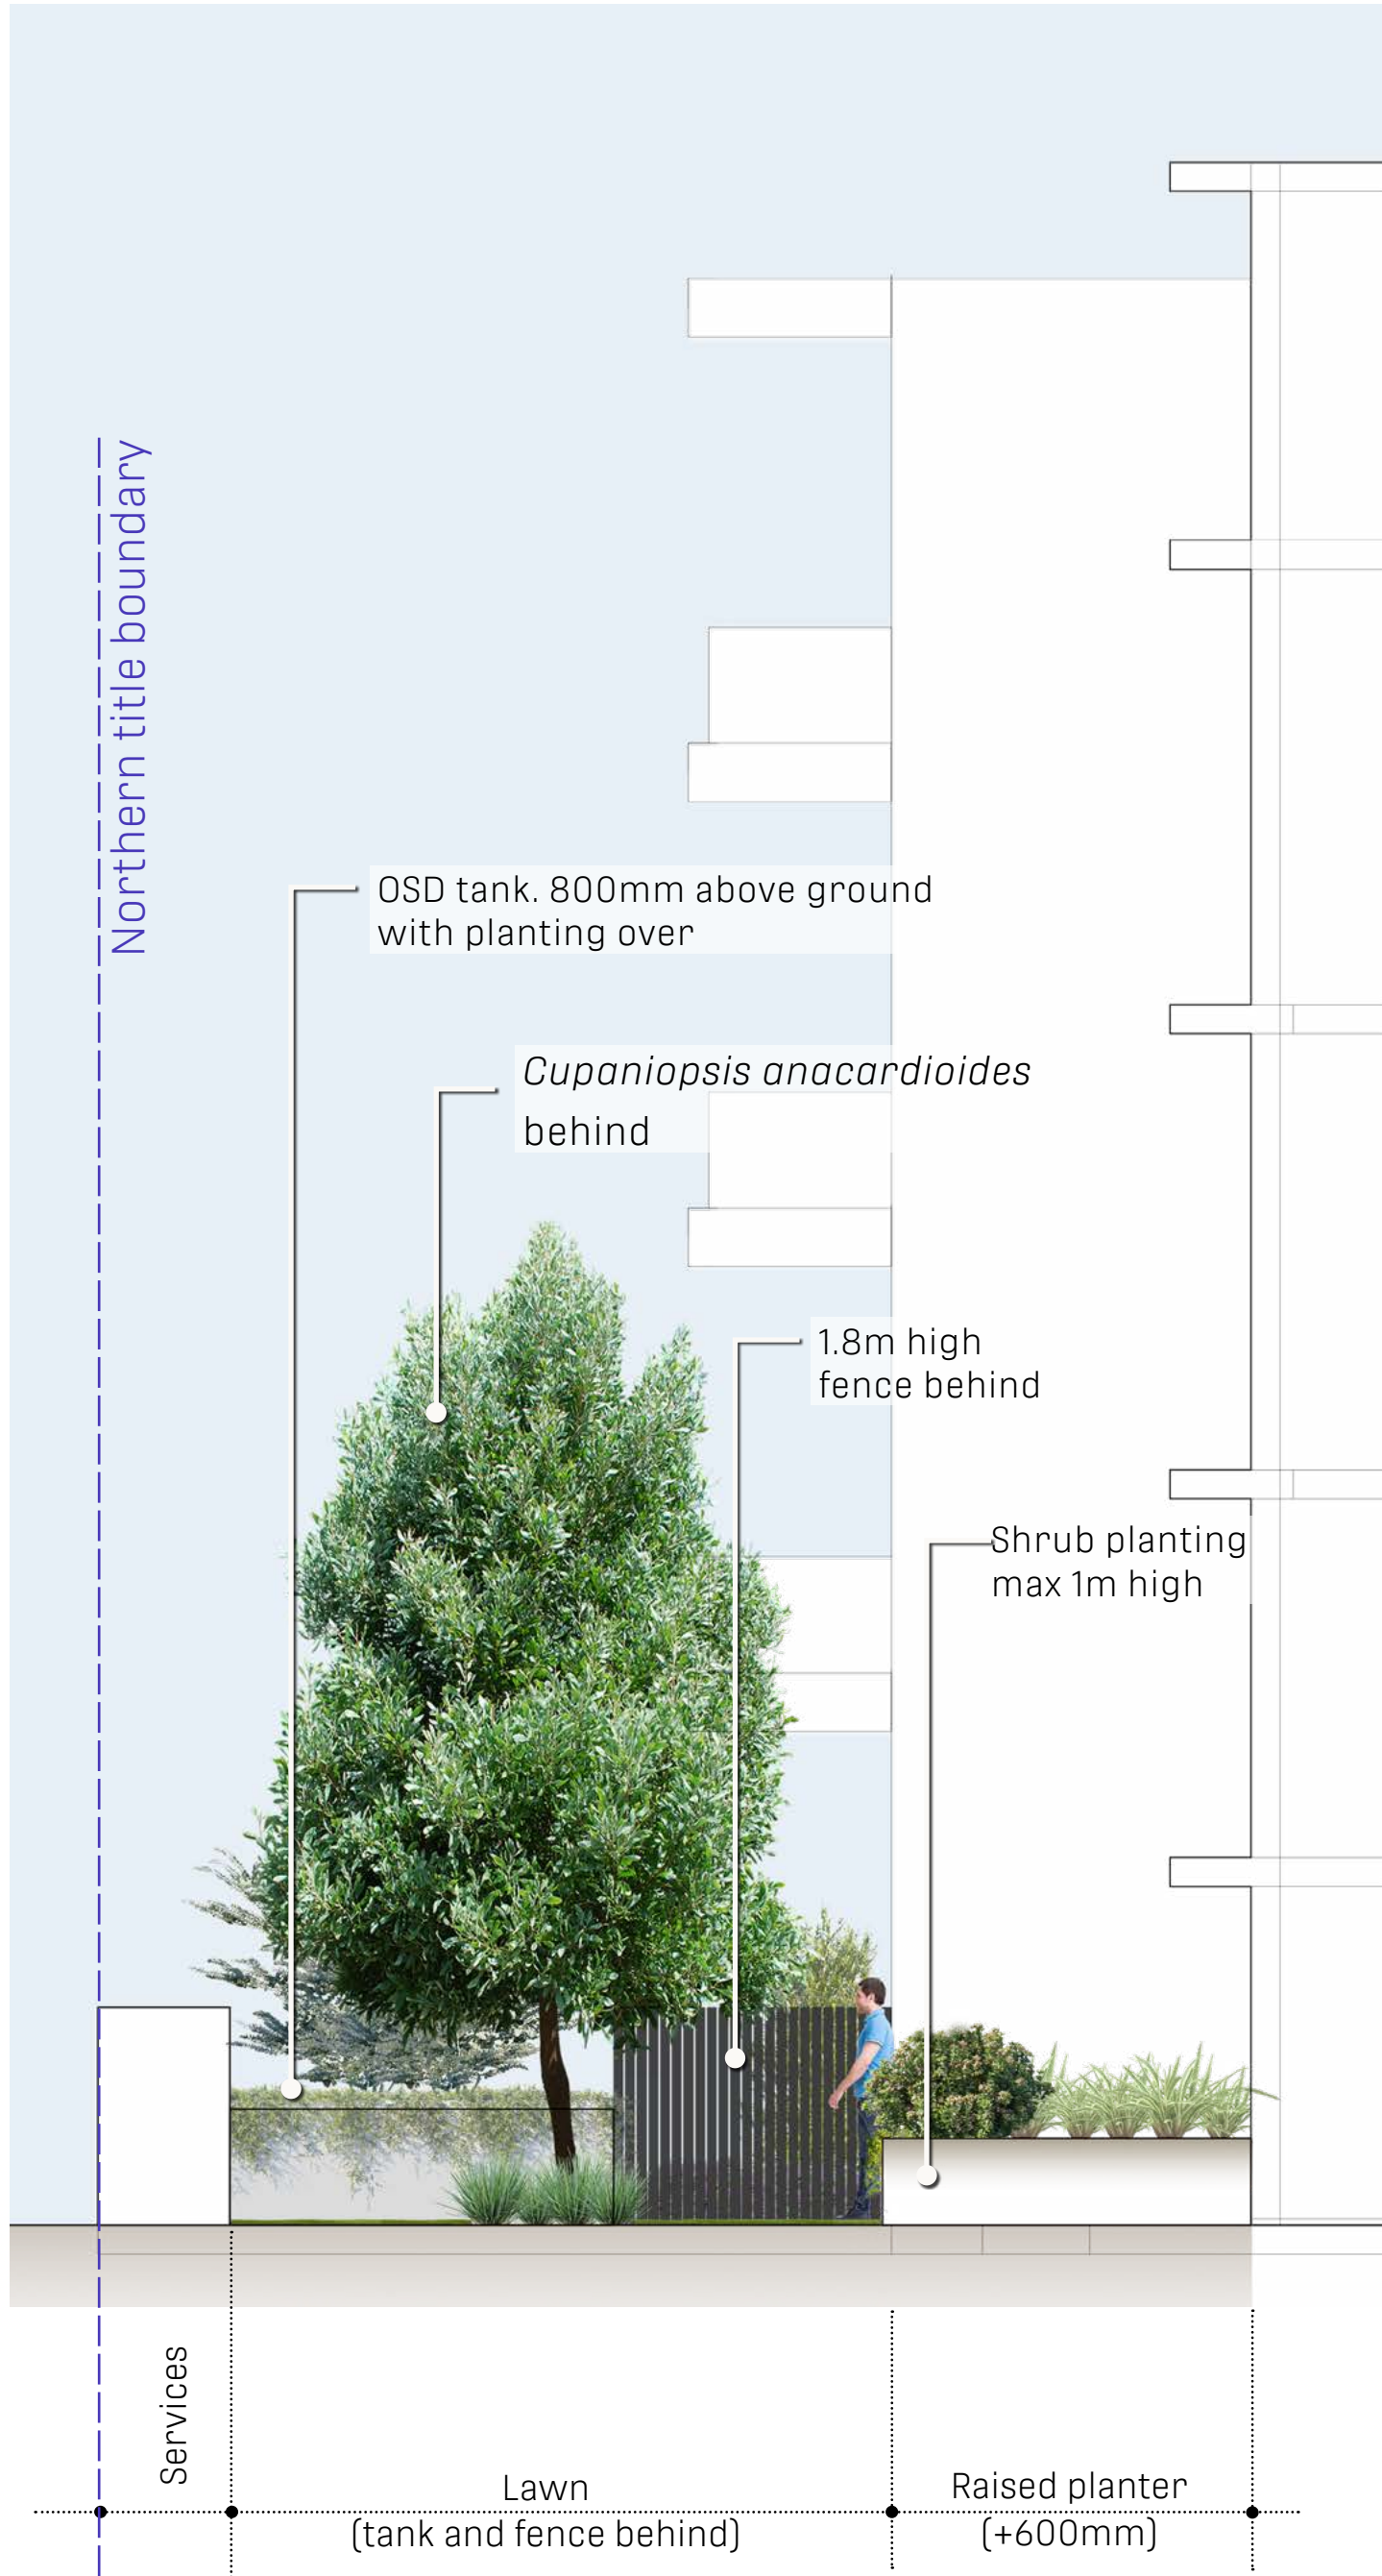 Northern title boundary
OSD tank. 800mm above ground
with planting over
Cupaniopsis anacardioides
behind
1.8m high
fence behind
Shrub planting
max 1m high
Services
Lawn
(tank and fence behind)
Raised planter
(+600mm)